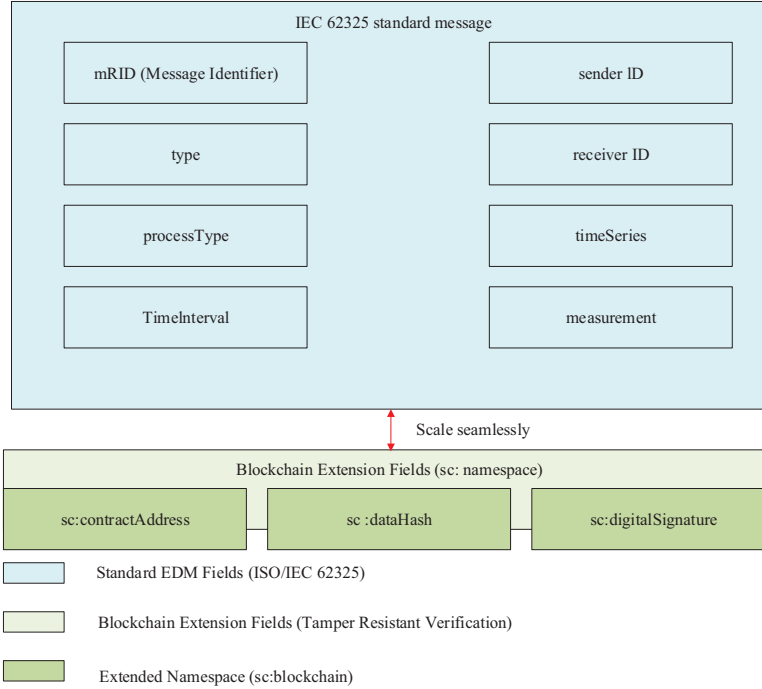 IEC 62325 standard message
mRID (Message Identifier)
sender ID
type
receiver ID
processType
timeSeries
TimeInterval
measurement
Scale seamlessly
Blockchain Extension Fields (sc: namespace)
sc:contractAddress
sc :dataHash
sc:digitalSignature
Standard EDM Fields (ISO/IEC 62325)
Blockchain Extension Fields (Tamper Resistant Verification)
Extended Namespace (sc:blockchain)